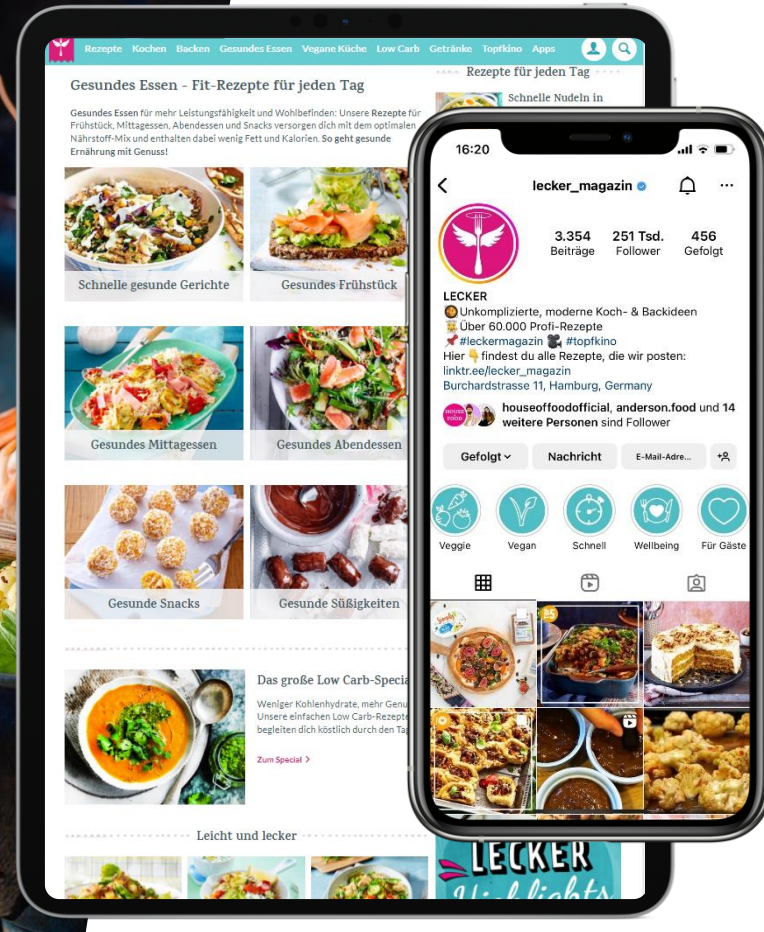 Rezepte Kochen Backen Gesundes Essen Vegane Küche Low Carb Getränke Topfkino Apps
Gesundes Essen - Fit-Rezepte für jeden Tag
Gesundes Essen für mehr Leistungsfähigkeit und Wohlbefinden: Unsere Rezepte für
Frühstück, Mittagessen, Abendessen und Snacks versorgen dich mit dem optimalen
Nährstoff-Mix und enthalten dabei wenig Fett und Kalorien. So geht gesunde
Ernährung mit Genuss!
Schnelle gesunde Gerichte
Gesundes Frühstück
Gesundes Mittagessen
Gesundes Abendessen
Gesunde Snacks
Gesunde Süßigkeiten
Das große Low Carb-Specia
Weniger Kohlenhydrate, mehr Genu
Unsere einfachen Low Carb-Rezepte
begleiten dich köstlich durch den Tag
Zum Special >
Leicht und lecker
Rezepte für jeden Tag
Schnelle Nudeln in
LECKER
Highlights
16:20
lecker_magazin
3.354 251 Tsd. 456
Beiträge Follower Gefolgt
LECKER
Unkomplizierte, moderne Koch- & Backideen
Über 60.000 Profi-Rezepte
#leckermagazin #topfkino
Hier findest du alle Rezepte, die wir posten:
linktr.ee/lecker_magazin
Burchardstrasse 11, Hamburg, Germany
HOUSE OF FOOD
houseoffoodofficial, anderson.food und 14
weitere Personen sind Follower
Gefolgt Nachricht E-Mail-Adre...
Veggie Vegan Schnell Wellbeing Für Gäste